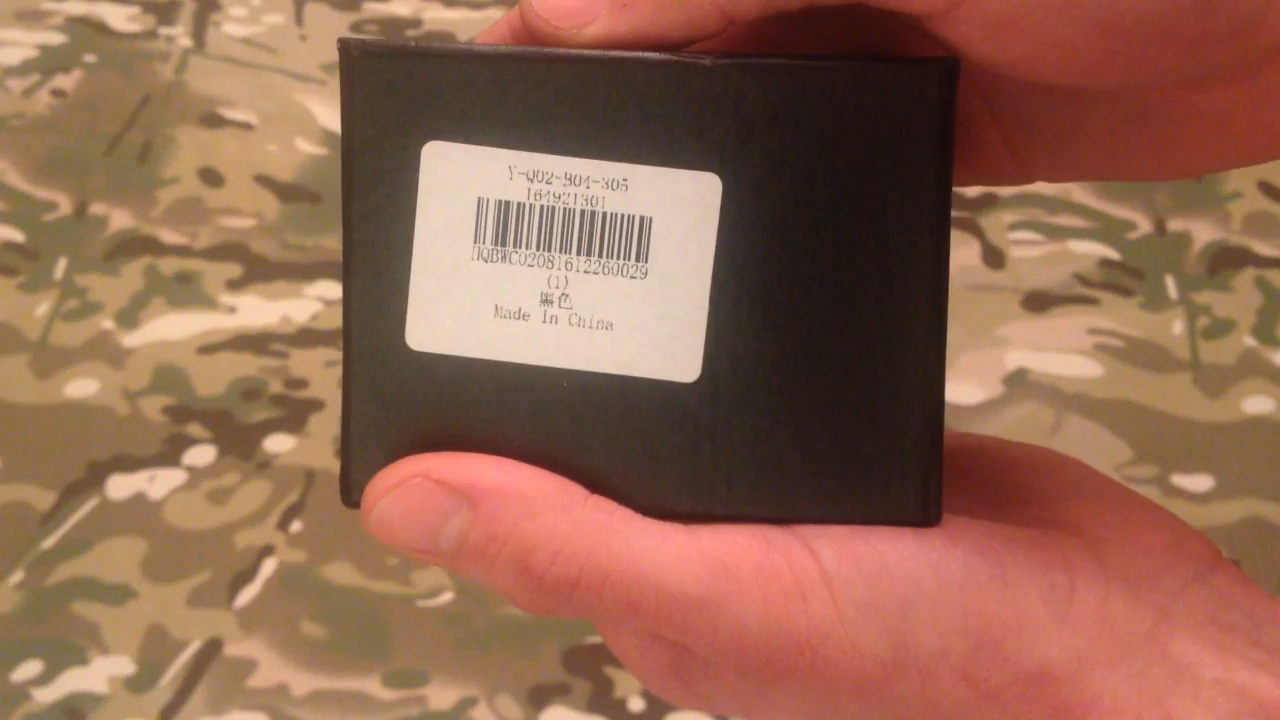 Y-Q02-B04-305
164921301
HQBWC02081612260029
(1)
黑色
Made In China